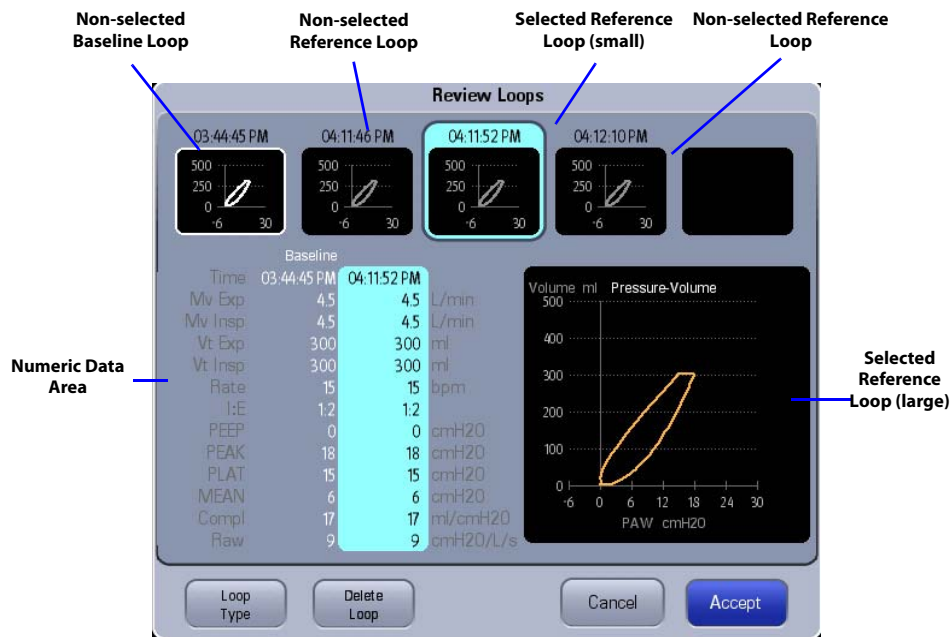 Non-selected
Baseline Loop
Non-selected
Reference Loop
Selected Reference
Loop (small)
Non-selected Reference
Loop
Review Loops
03:44:45 PM
04:11:46 PM
04:11:52 PM
04:12:10 PM
500
250
0
-6 30
500
250
0
-6 30
500
250
0
-6 30
500
250
0
-6 30
Baseline
Time 03:44:45 PM 04:11:52 PM
Mv Exp 4.5 4.5 L/min
Mv Insp 4.5 4.5 L/min
Vt Exp 300 300 ml
Vt Insp 300 300 ml
Rate 15 15 bpm
I:E 1:2 1:2
PEEP 0 0 cmH2O
PEAK 18 18 cmH2O
PLAT 15 15 cmH2O
MEAN 6 6 cmH2O
Compl 17 17 ml/cmH2O
Raw 9 9 cmH2O/L/s
Volume ml Pressure-Volume
500
400
300
200
100
0
-6 0 6 12 18 24 30
PAW cmH2O
Numeric Data
Area
Selected
Reference
Loop (large)
Loop
Type
Delete
Loop
Cancel
Accept